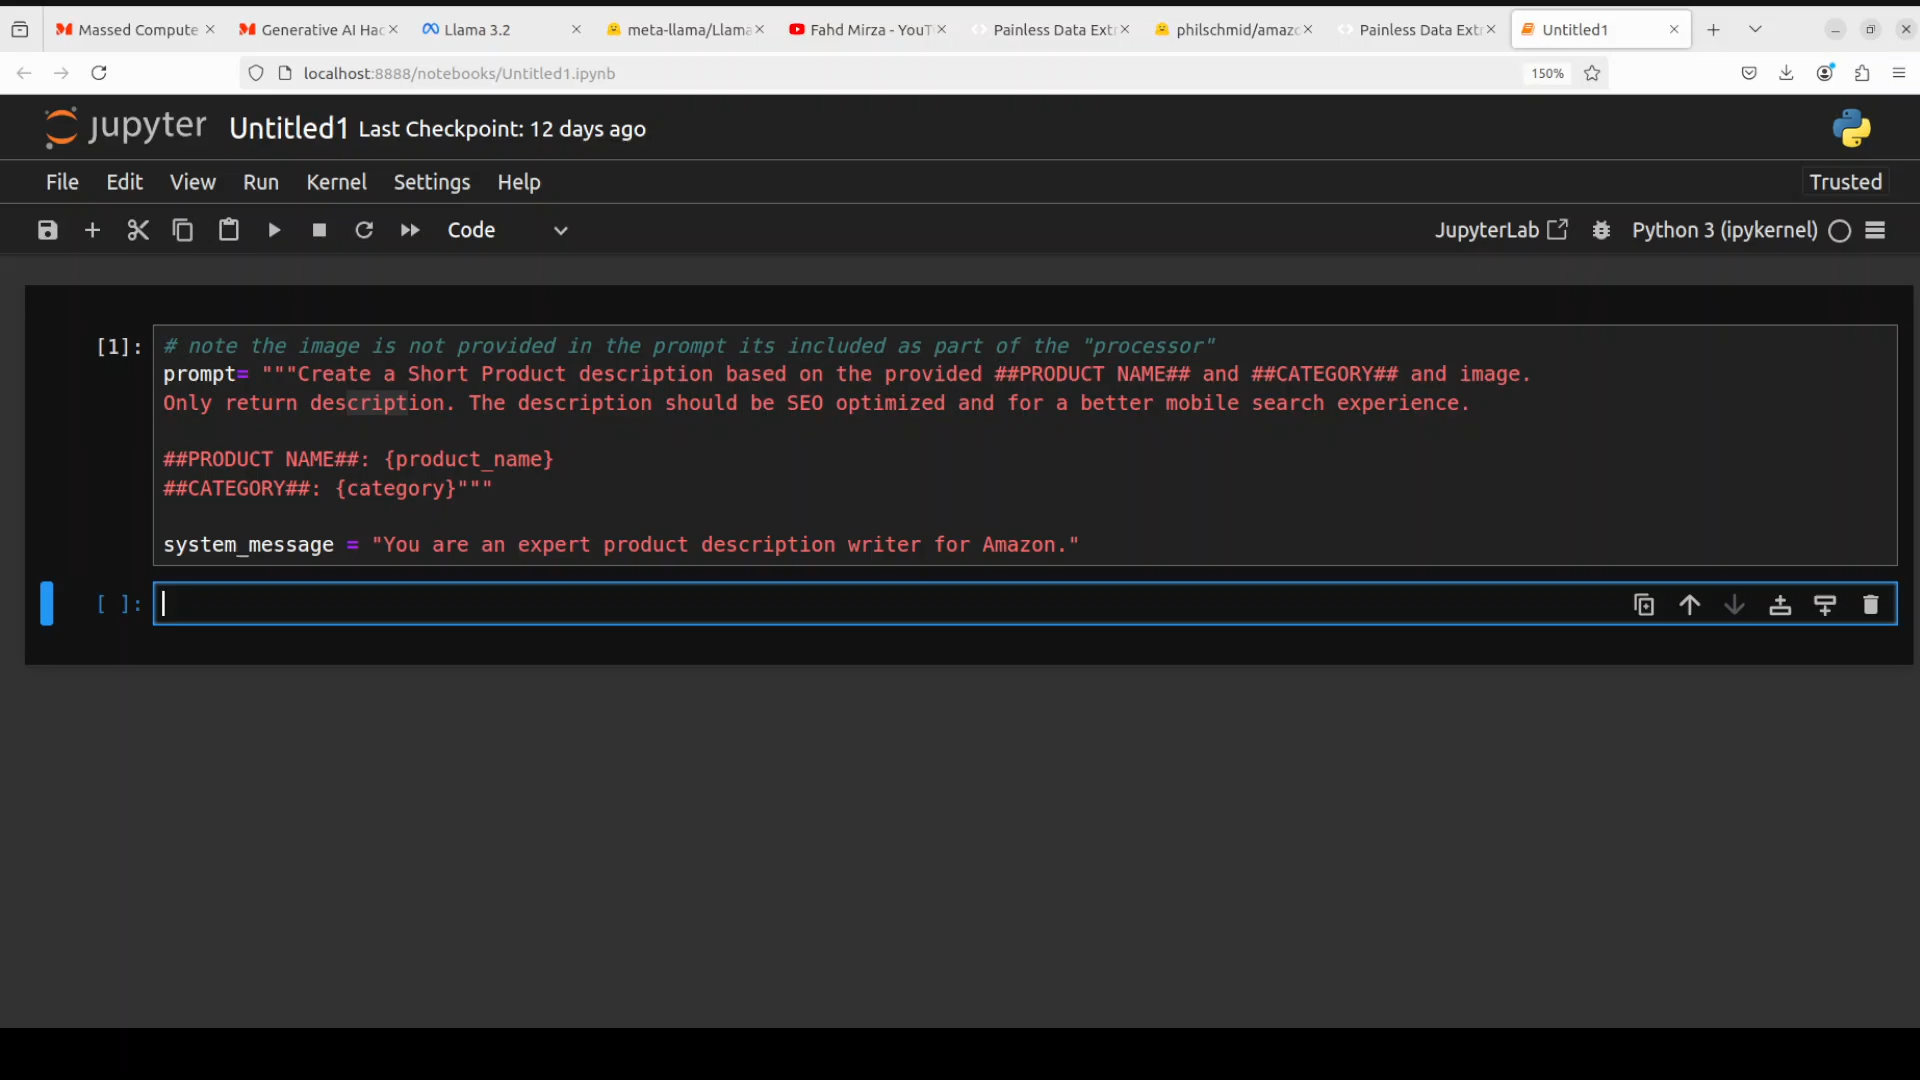 Massed Compute
Generative AI Hac
Llama 3.2
meta-llama/Llama
Fahd Mirza - YouT
Painless Data Extr
philschmid/amazo
Painless Data Extr
Untitled1
localhost:8888/notebooks/Untitled1.ipynb
150%
jupyter Untitled1 Last Checkpoint: 12 days ago
File Edit View Run Kernel Settings Help
Trusted
Code
JupyterLab
Python 3 (ipykernel)
[1]:
# note the image is not provided in the prompt its included as part of the "processor"
prompt= """Create a Short Product description based on the provided ##PRODUCT NAME## and ##CATEGORY## and image.
Only return description. The description should be SEO optimized and for a better mobile search experience.
##PRODUCT NAME##: {product_name}
##CATEGORY##: {category}"""
system_message = "You are an expert product description writer for Amazon."
[ ]: